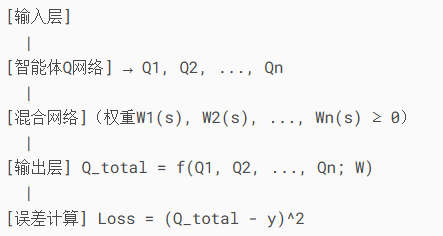 [输入层]
|
[智能体Q网络] → Q1, Q2, ..., Qn
|
[混合网络]（权重W1(s), W2(s), ..., Wn(s) ≥ 0）
|
[输出层] Q_total = f(Q1, Q2, ..., Qn; W)
|
[误差计算] Loss = (Q_total - y)^2